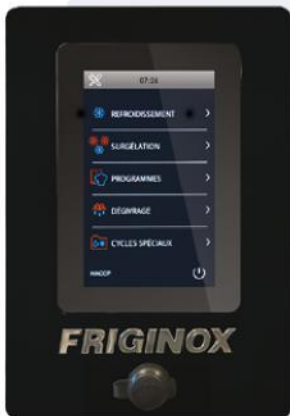 07:26
REFROIDISSEMENT
SURGÉLATION
PROGRAMMES
DÉGIVRAGE
CYCLES SPÉCIAUX
HACCP
FRIGINOX